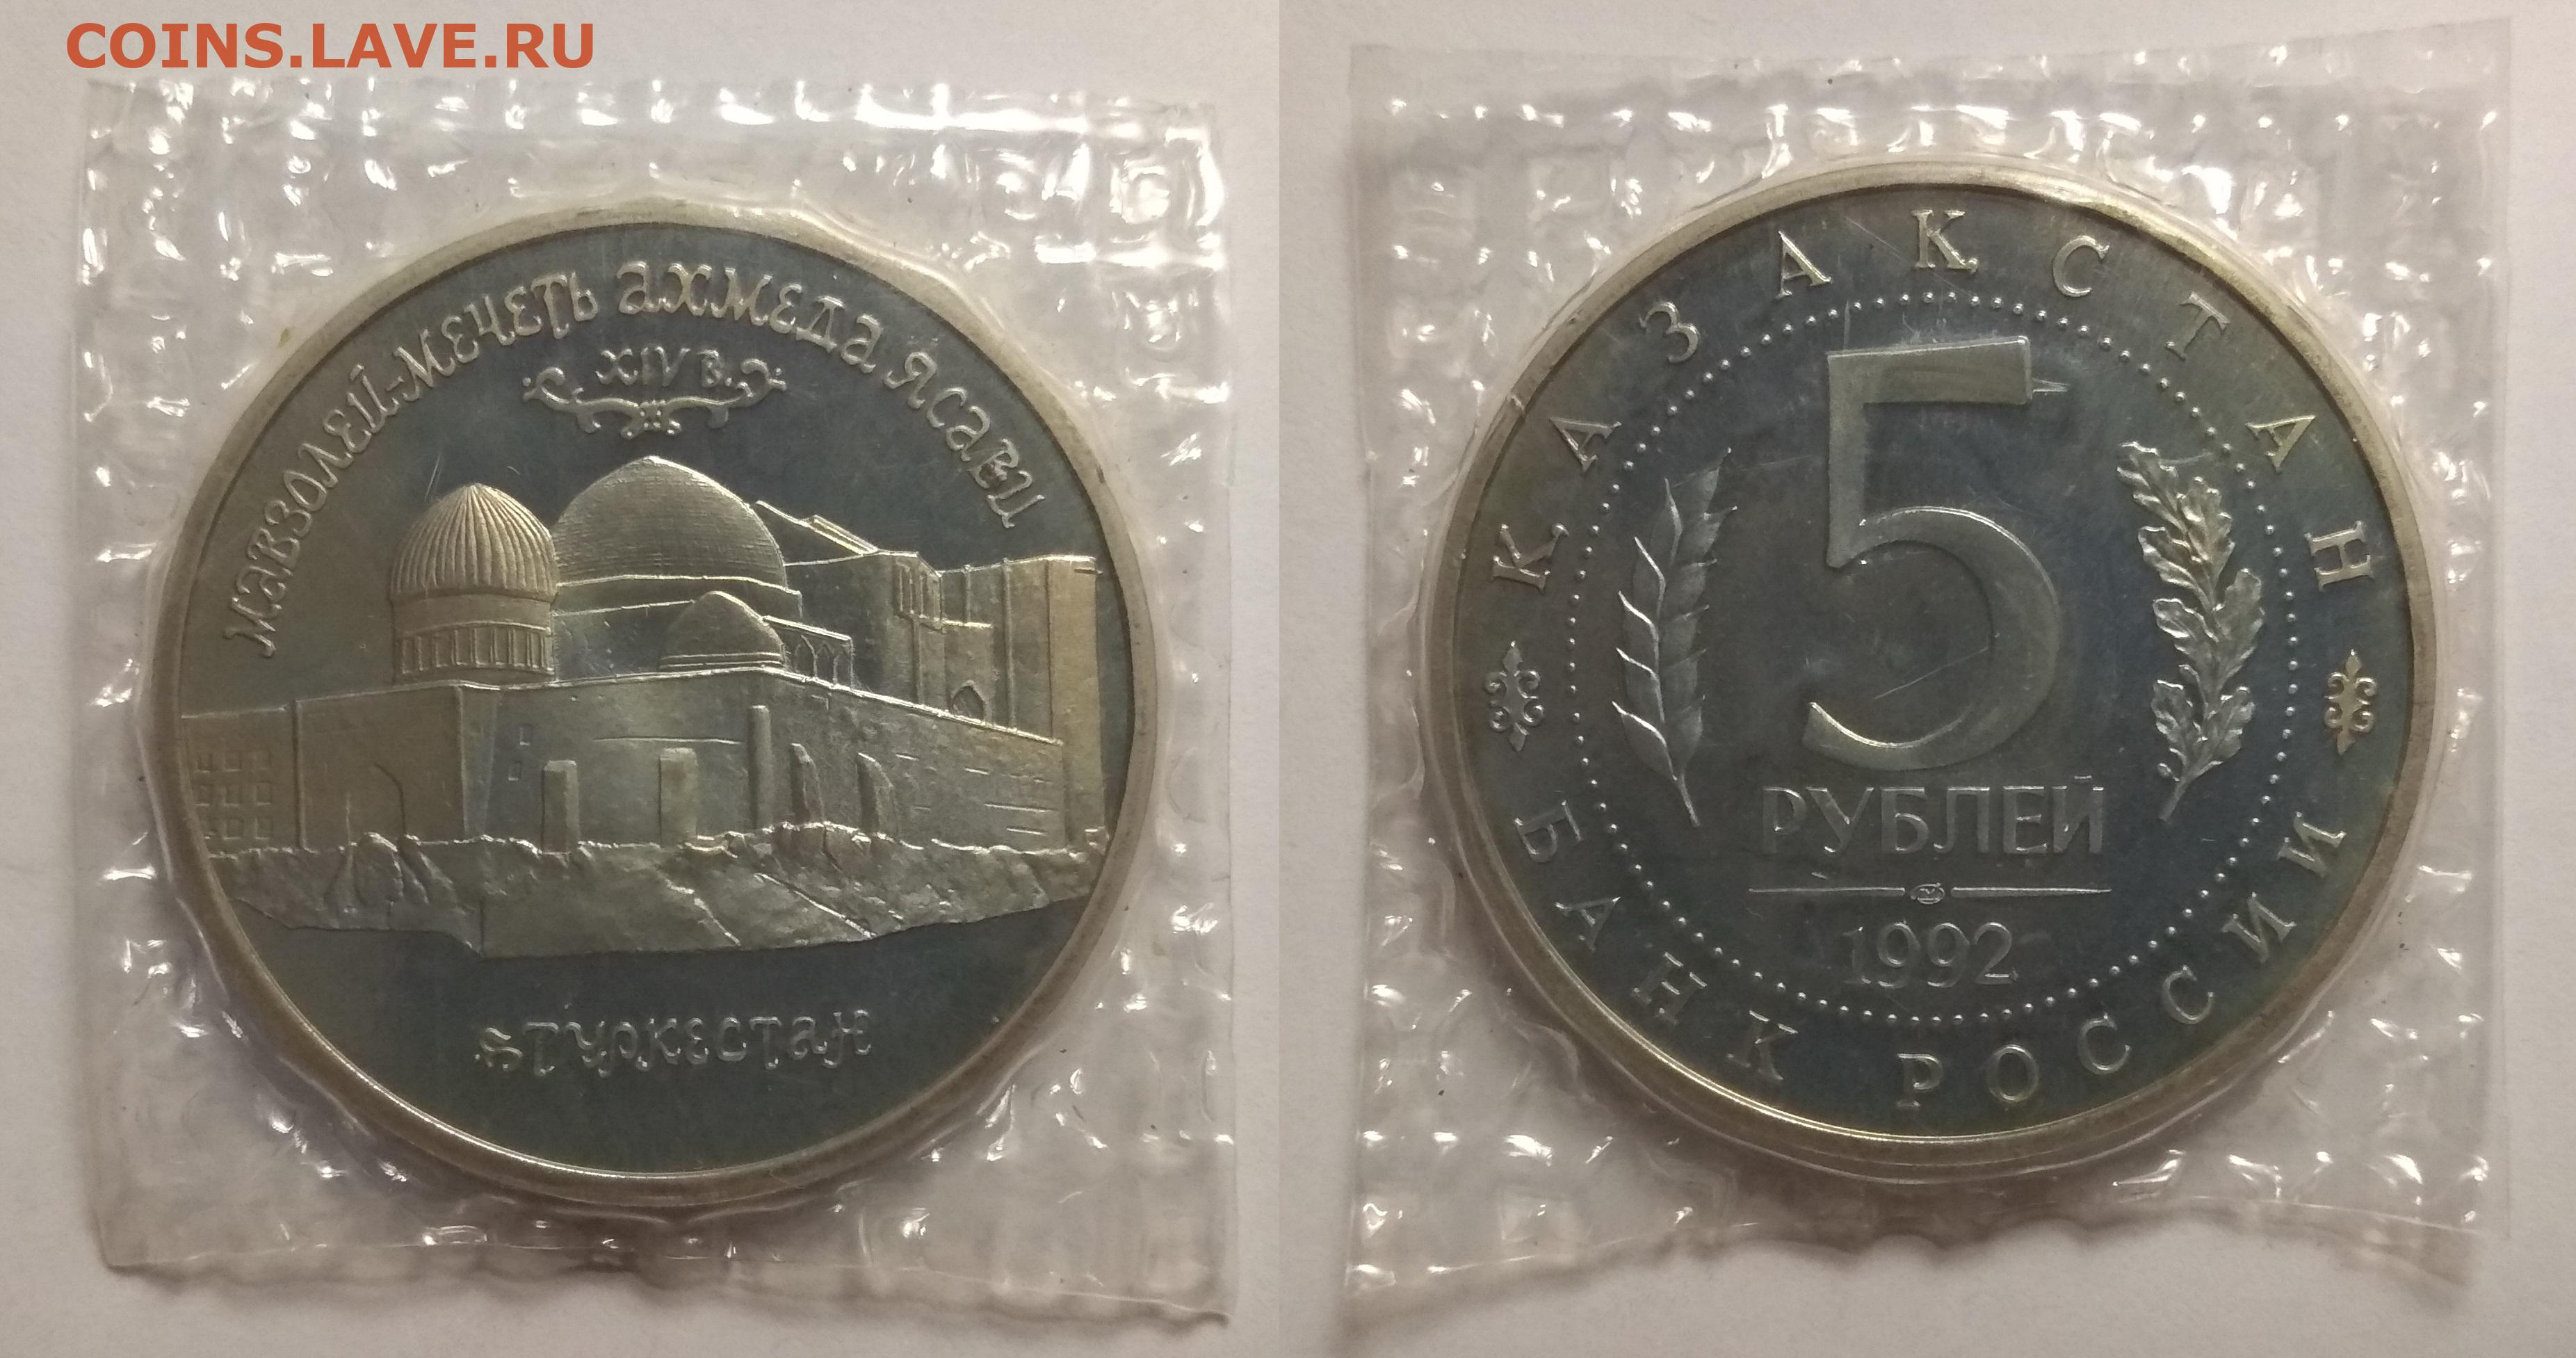 COINS.LAVE.RU
МАВЗОЛЕЙ-МЕЧЕТЬ АХМЕДА ЯСАВИ
XIV В.
г.ТУРКЕСТАН
КАЗАКСТАН
5
РУБЛЕЙ
1992
БАНК РОССИИ